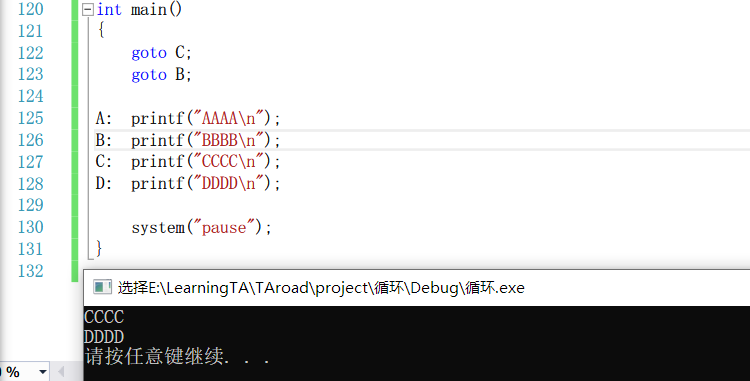 120 int main()
121 {
122 goto C;
123 goto B;
124
125 A: printf("AAAA\n");
126 B: printf("BBBB\n");
127 C: printf("CCCC\n");
128 D: printf("DDDD\n");
129
130 system("pause");
131 }
132
选择E:\LearningTA\TAroad\project\循环\Debug\循环.exe
CCCC
DDDD
请按任意键继续. . .
%